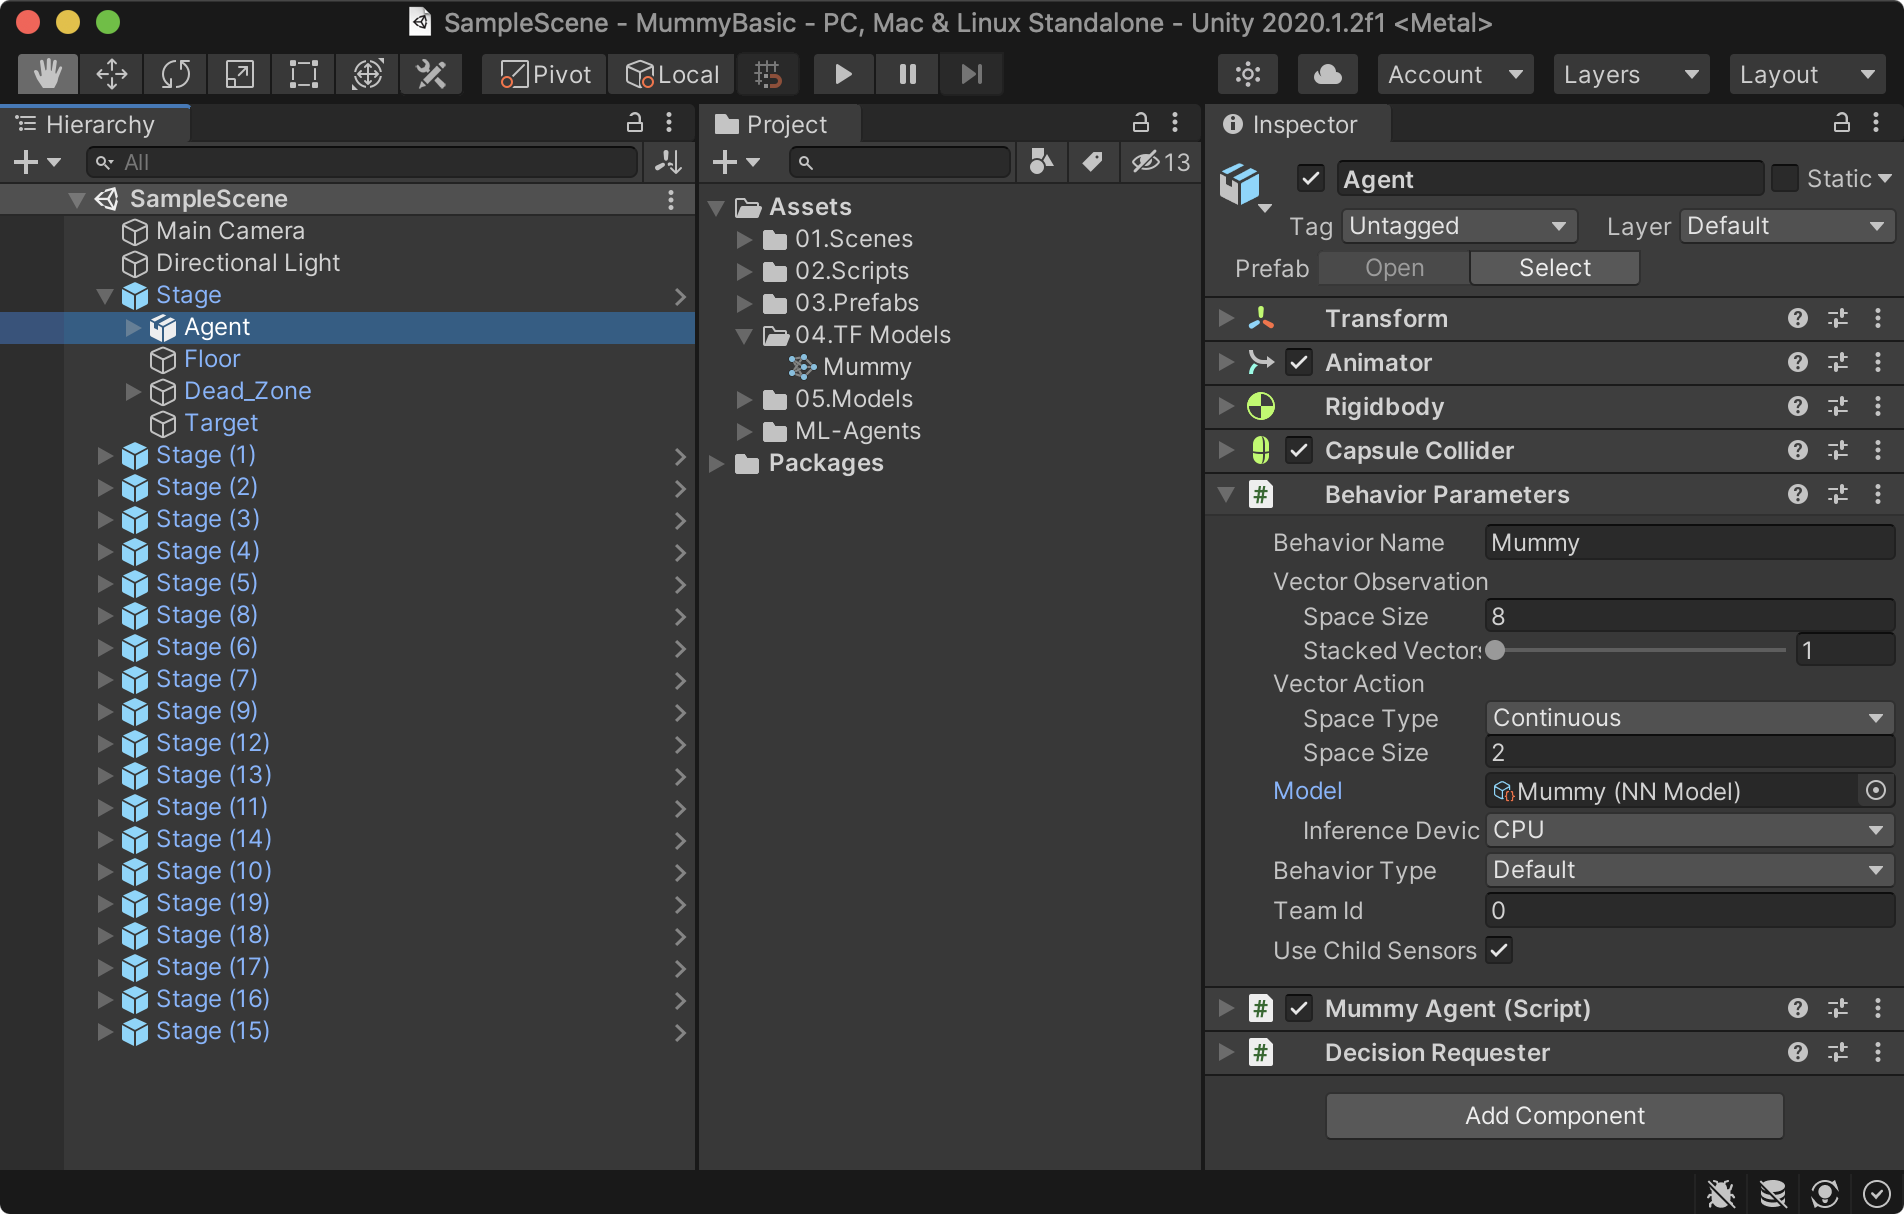 SampleScene - MummyBasic - PC, Mac & Linux Standalone - Unity 2020.1.2f1 <Metal>
Pivot
Local
Account
Layers
Layout
Hierarchy
All
SampleScene
Main Camera
Directional Light
Stage
Agent
Floor
Dead_Zone
Target
Stage (1)
Stage (2)
Stage (3)
Stage (4)
Stage (5)
Stage (8)
Stage (6)
Stage (7)
Stage (9)
Stage (12)
Stage (13)
Stage (11)
Stage (14)
Stage (10)
Stage (19)
Stage (18)
Stage (17)
Stage (16)
Stage (15)
Project
13
Assets
01.Scenes
02.Scripts
03.Prefabs
04.TF Models
Mummy
05.Models
ML-Agents
Packages
Inspector
Agent
Static
Tag Untagged
Layer Default
Prefab Open Select
Transform
Animator
Rigidbody
Capsule Collider
# Behavior Parameters
Behavior Name Mummy
Vector Observation
Space Size 8
Stacked Vectors 1
Vector Action
Space Type Continuous
Space Size 2
Model Mummy (NN Model)
Inference Devic CPU
Behavior Type Default
Team Id 0
Use Child Sensors
# Mummy Agent (Script)
# Decision Requester
Add Component